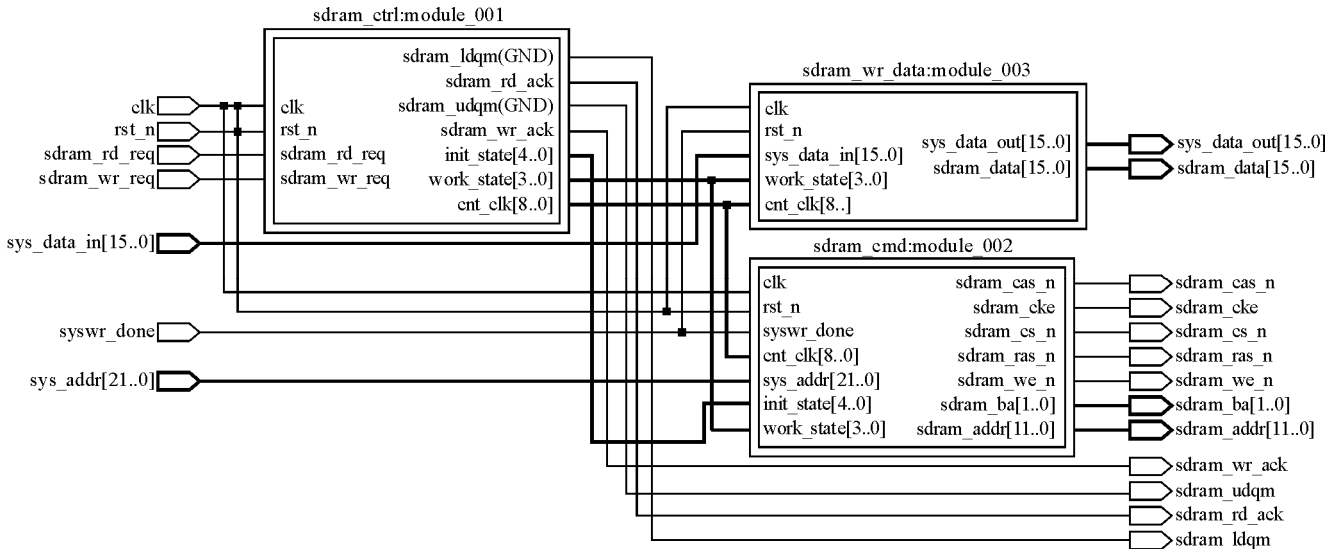 sdram_ctrl:module_001
sdram_ldqm(GND)
sdram_rd_ack
sdram_udqm(GND)
sdram_wr_ack
init_state[4..0]
work_state[3..0]
cnt_clk[8..0]
clk
rst_n
sdram_rd_req
sdram_wr_req
clk
rst_n
sdram_rd_req
sdram_wr_req
sys_data_in[15..0]
syswr_done
sys_addr[21..0]
sdram_wr_data:module_003
clk
rst_n
sys_data_in[15..0]
work_state[3..0]
cnt_clk[8..]
sys_data_out[15..0]
sdram_data[15..0]
sys_data_out[15..0]
sdram_data[15..0]
sdram_cmd:module_002
clk
rst_n
syswr_done
cnt_clk[8..0]
sys_addr[21..0]
init_state[4..0]
work_state[3..0]
sdram_cas_n
sdram_cke
sdram_cs_n
sdram_ras_n
sdram_we_n
sdram_ba[1..0]
sdram_addr[11..0]
sdram_cas_n
sdram_cke
sdram_cs_n
sdram_ras_n
sdram_we_n
sdram_ba[1..0]
sdram_addr[11..0]
sdram_wr_ack
sdram_udqm
sdram_rd_ack
sdram_ldqm